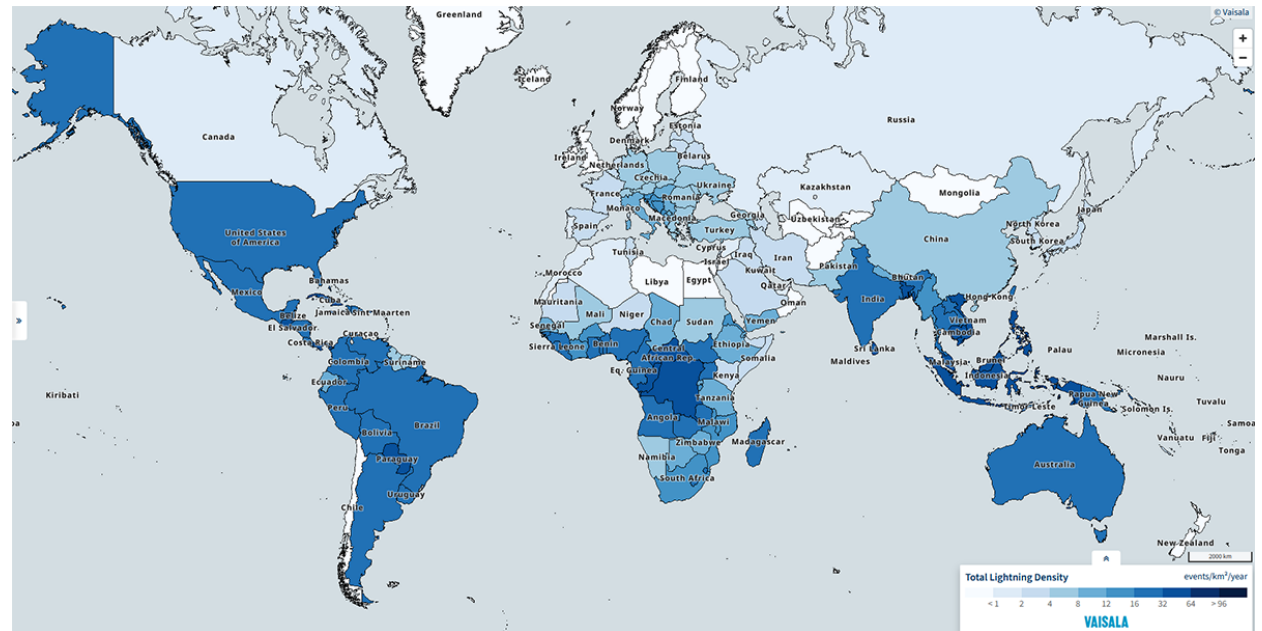 Greenland
© Vaisala
+
−
Iceland
Finland
Norway
Canada
Russia
Estonia
Denmark
Ireland
Netherlands
Belarus
Czechia
Ukraine
Kazakhstan
Mongolia
France
Romania
Monaco
Macedonia
Georgia
Uzbekistan
Japan
Spain
Turkey
North Korea
United States
of America
China
South Korea
Tunisia
Cyprus
Iraq
Iran
Israel
Pakistan
Morocco
Kuwait
Bahamas
Libya
Egypt
Qatar
Bhutan
Mexico
Cuba
Mauritania
Oman
India
Hong Kong
Belize
Jamaica
Sint Maarten
Mali
Niger
Chad
Sudan
Yemen
Vietnam
El Salvador
Senegal
Cambodia
Costa Rica
Curaçao
Sierra Leone
Benin
Central
African Rep.
Ethiopia
Somalia
Sri Lanka
Maldives
Palau
Marshall Is.
Micronesia
Colombia
Suriname
Eq. Guinea
Kenya
Malaysia
Brunei
Indonesia
Nauru
Ecuador
Kiribati
Tanzania
Papua New
Guinea
Tuvalu
Peru
Angola
Malawi
Timor-Leste
Solomon Is.
Brazil
Samoa
Bolivia
Zimbabwe
Madagascar
Vanuatu
Fiji
Tonga
Paraguay
Namibia
Australia
South Africa
Uruguay
Chile
New Zealand
2000 km
Total Lightning Density events/km²/year
< 1 2 4 8 12 16 32 64 > 96
VAISALA